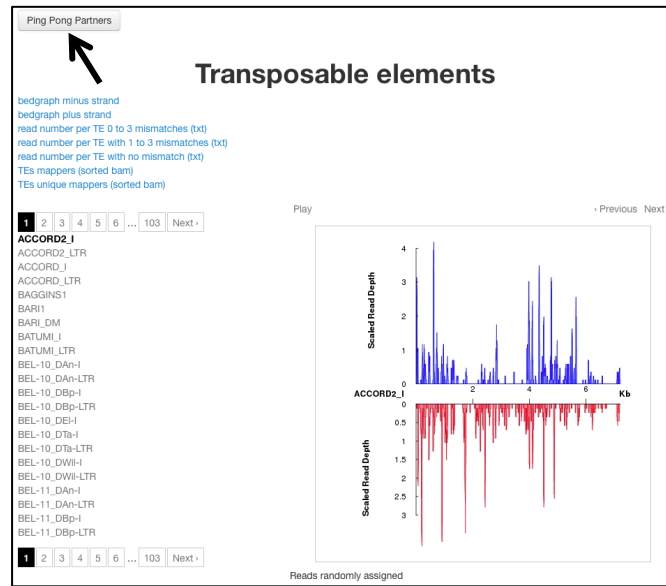 Ping Pong Partners
Transposable elements
bedgraph minus strand
bedgraph plus strand
read number per TE 0 to 3 mismatches (txt)
read number per TE with 1 to 3 mismatches (txt)
read number per TE with no mismatch (txt)
TEs mappers (sorted bam)
TEs unique mappers (sorted bam)
Play
‹ Previous Next
1 2 3 4 5 6 ... 103 Next ›
ACCORD2_I
ACCORD2_LTR
ACCORD_I
ACCORD_LTR
BAGGINS1
BARI1
BARI_DM
BATUMI_I
BATUMI_LTR
BEL-10_DAn-I
BEL-10_DAn-LTR
BEL-10_DBp-I
BEL-10_DBp-LTR
BEL-10_DEl-I
BEL-10_DTa-I
BEL-10_DTa-LTR
BEL-10_DWil-I
BEL-10_DWil-LTR
BEL-11_DAn-I
BEL-11_DAn-LTR
BEL-11_DBp-I
BEL-11_DBp-LTR
1 2 3 4 5 6 ... 103 Next ›
Scaled Read Depth
4
3
2
1
0
ACCORD2_I
2 4 6 Kb
Scaled Read Depth
0
0.5
1
1.5
2
2.5
3
Reads randomly assigned